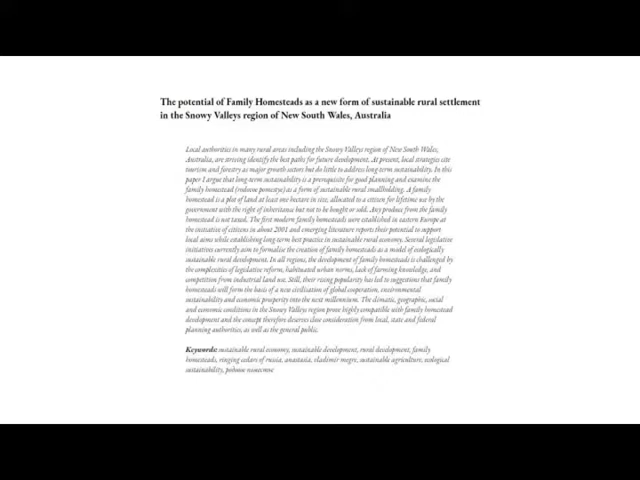 The potential of Family Homesteads as a new form of sustainable rural settlement
in the Snowy Valleys region of New South Wales, Australia
Local authorities in many rural areas including the Snowy Valleys region of New South Wales,
Australia, are striving identify the best paths for future development. At present, local strategies cite
tourism and forestry as major growth sectors but do little to address long term sustainability. In this
paper I argue that long-term sustainability is a prerequisite for good planning and examines the
family homestead (rodovoe pomestye) as a form of sustainable rural smallholding. A family
homestead is a plot of land at least one hectare in size, allocated to a citizen for lifetime use by the
government with the right of inheritance but not to be bought or sold. Any produce from the family
homestead is not taxed. The first modern family homesteads were established in eastern Europe at
the initiative of citizens in about 2001 and emerging literature reports their potential to support
local aims while establishing long-term best practice in sustainable rural economy. Several legislative
initiatives currently aim to formalise the creation of family homesteads as a model of ecologically
sustainable rural development. In all regions, the development of family homesteads is challenged by
the complexities of legislative reform, habituated urban norms, lack of farming knowledge, and
competition from industrial land use. Still, their rising popularity has led to suggestions that family
homesteads will form the basis of a new civilisation of global cooperation, environmental
sustainability and economic prosperity into the next millennium. The climatic, geographic, social
and economic conditions in the Snowy Valleys region prove highly compatible with family homestead
development and the concept therefore deserves close consideration from local, state and federal
planning authorities, as well as the general public.
Keywords: sustainable rural economy, sustainable development, rural development, family
homesteads, ringing cedars of russia, anastasia, vladimir megre, sustainable agriculture, ecological
sustainability, родовое поместье